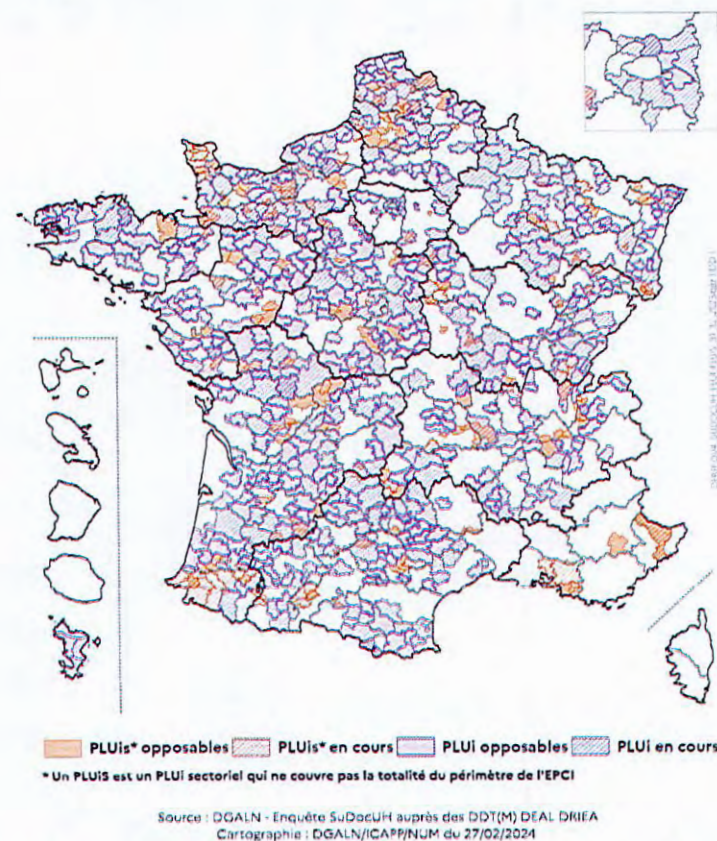 PLUis* opposables PLUis* en cours PLUi opposables PLUi en cours
* Un PLUiS est un PLUi sectoriel qui ne couvre pas la totalité du périmètre de l'EPCI
Source : DGALN - Enquête SuDocUH auprès des DDT(M) DEAL DRIEA
Cartographie : DGALN/ICAPP/NUM du 27/02/2024